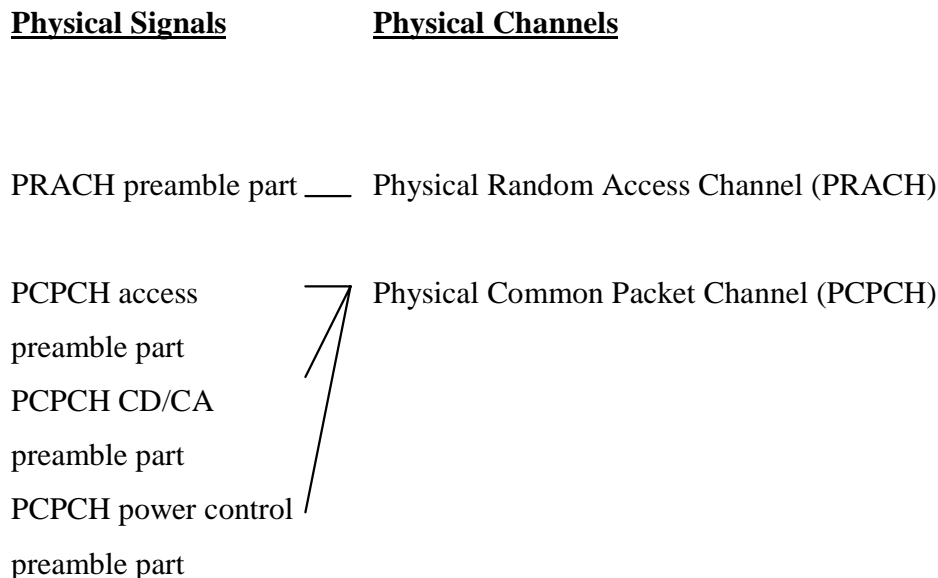 Physical Signals Physical Channels
PRACH preamble part Physical Random Access Channel (PRACH)
PCPCH access Physical Common Packet Channel (PCPCH)
preamble part
PCPCH CD/CA
preamble part
PCPCH power control
preamble part